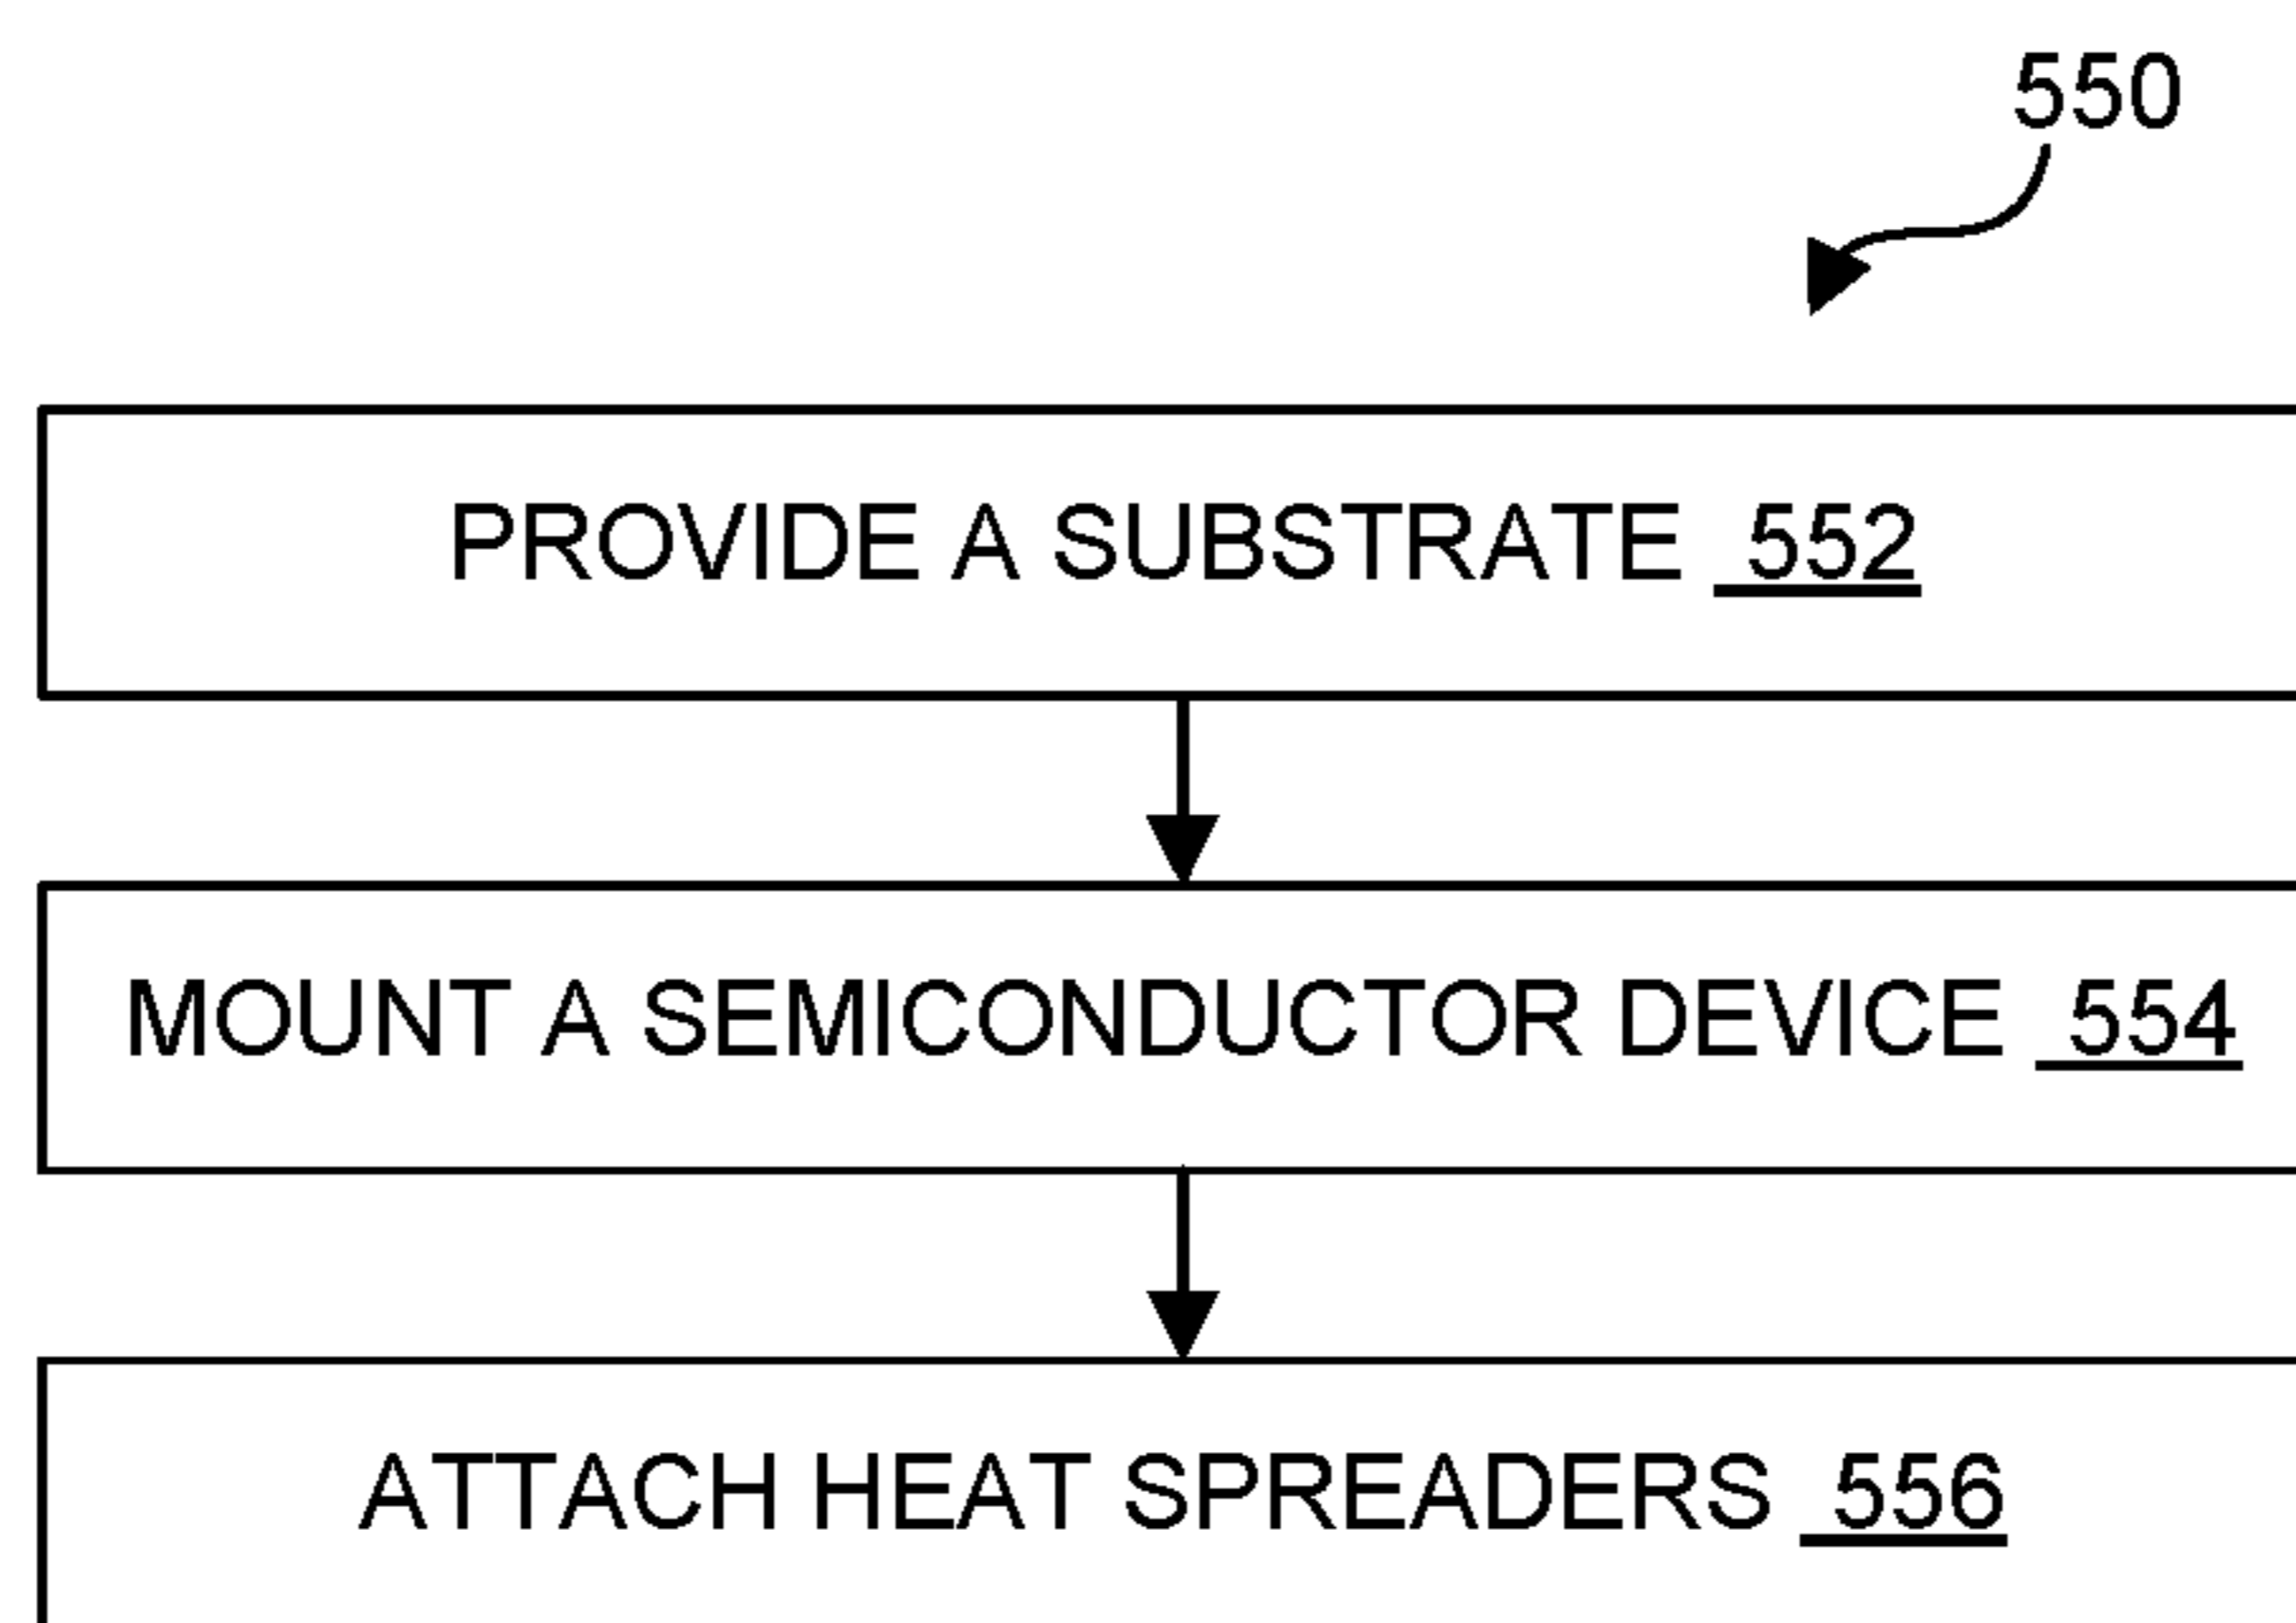 550
PROVIDE A SUBSTRATE 552
MOUNT A SEMICONDUCTOR DEVICE 554
ATTACH HEAT SPREADERS 556